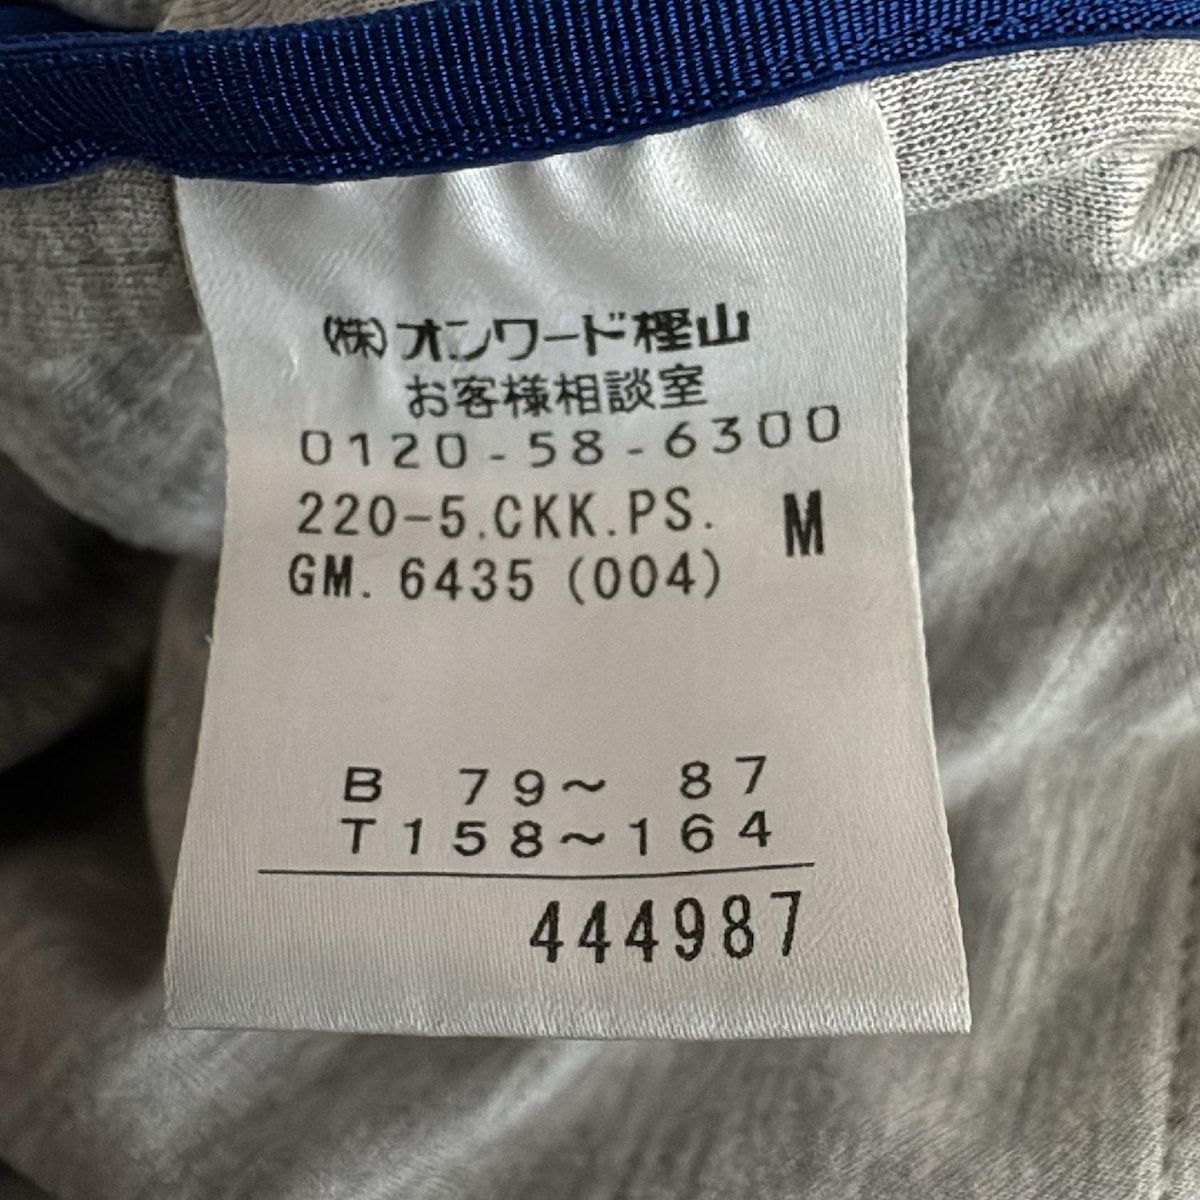 (株)オンワード樫山
お客様相談室
0120-58-6300
220-5.CKK.PS. M
GM. 6435 (004)
B 79～ 87
T158～164
444987